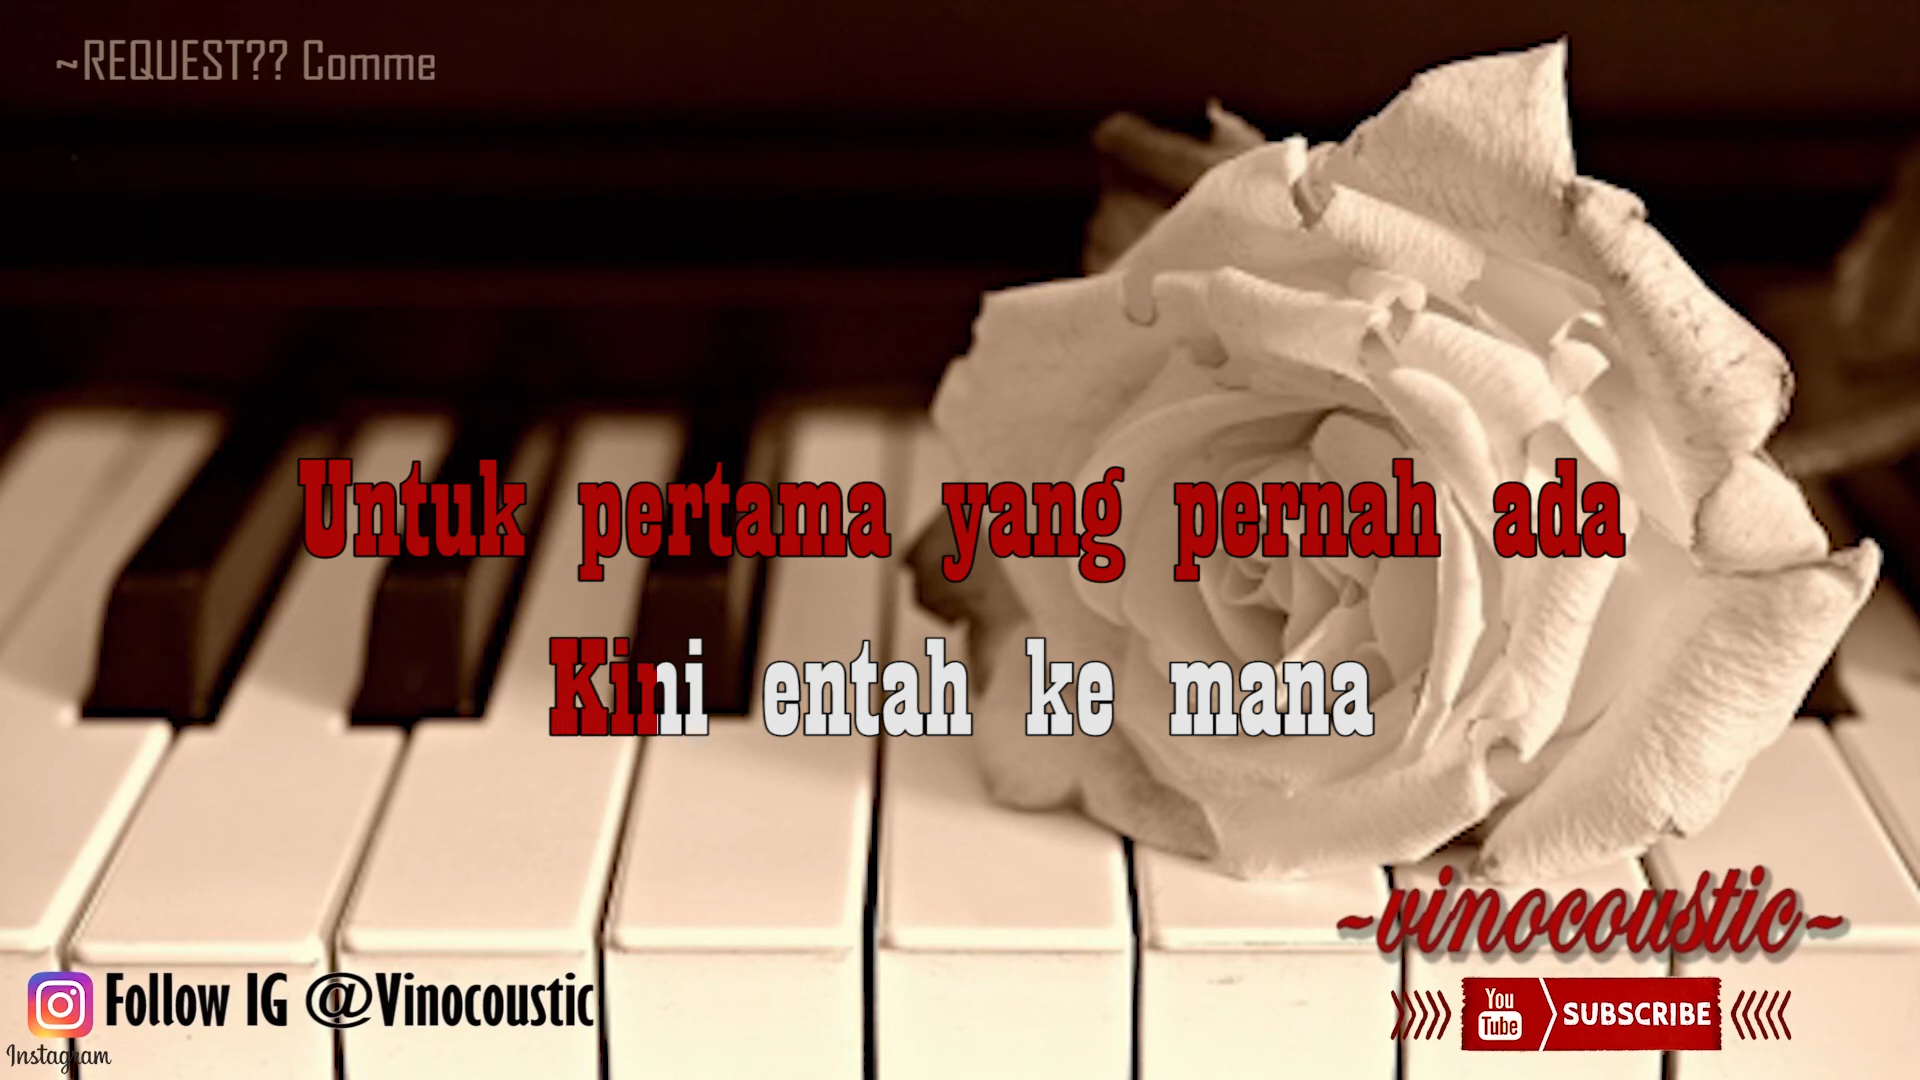 ~REQUEST?? Comme
Untuk pertama yang pernah ada
Kini entah ke mana
~vinocoustic~
Follow IG @Vinocoustic
You Tube SUBSCRIBE
Instagram